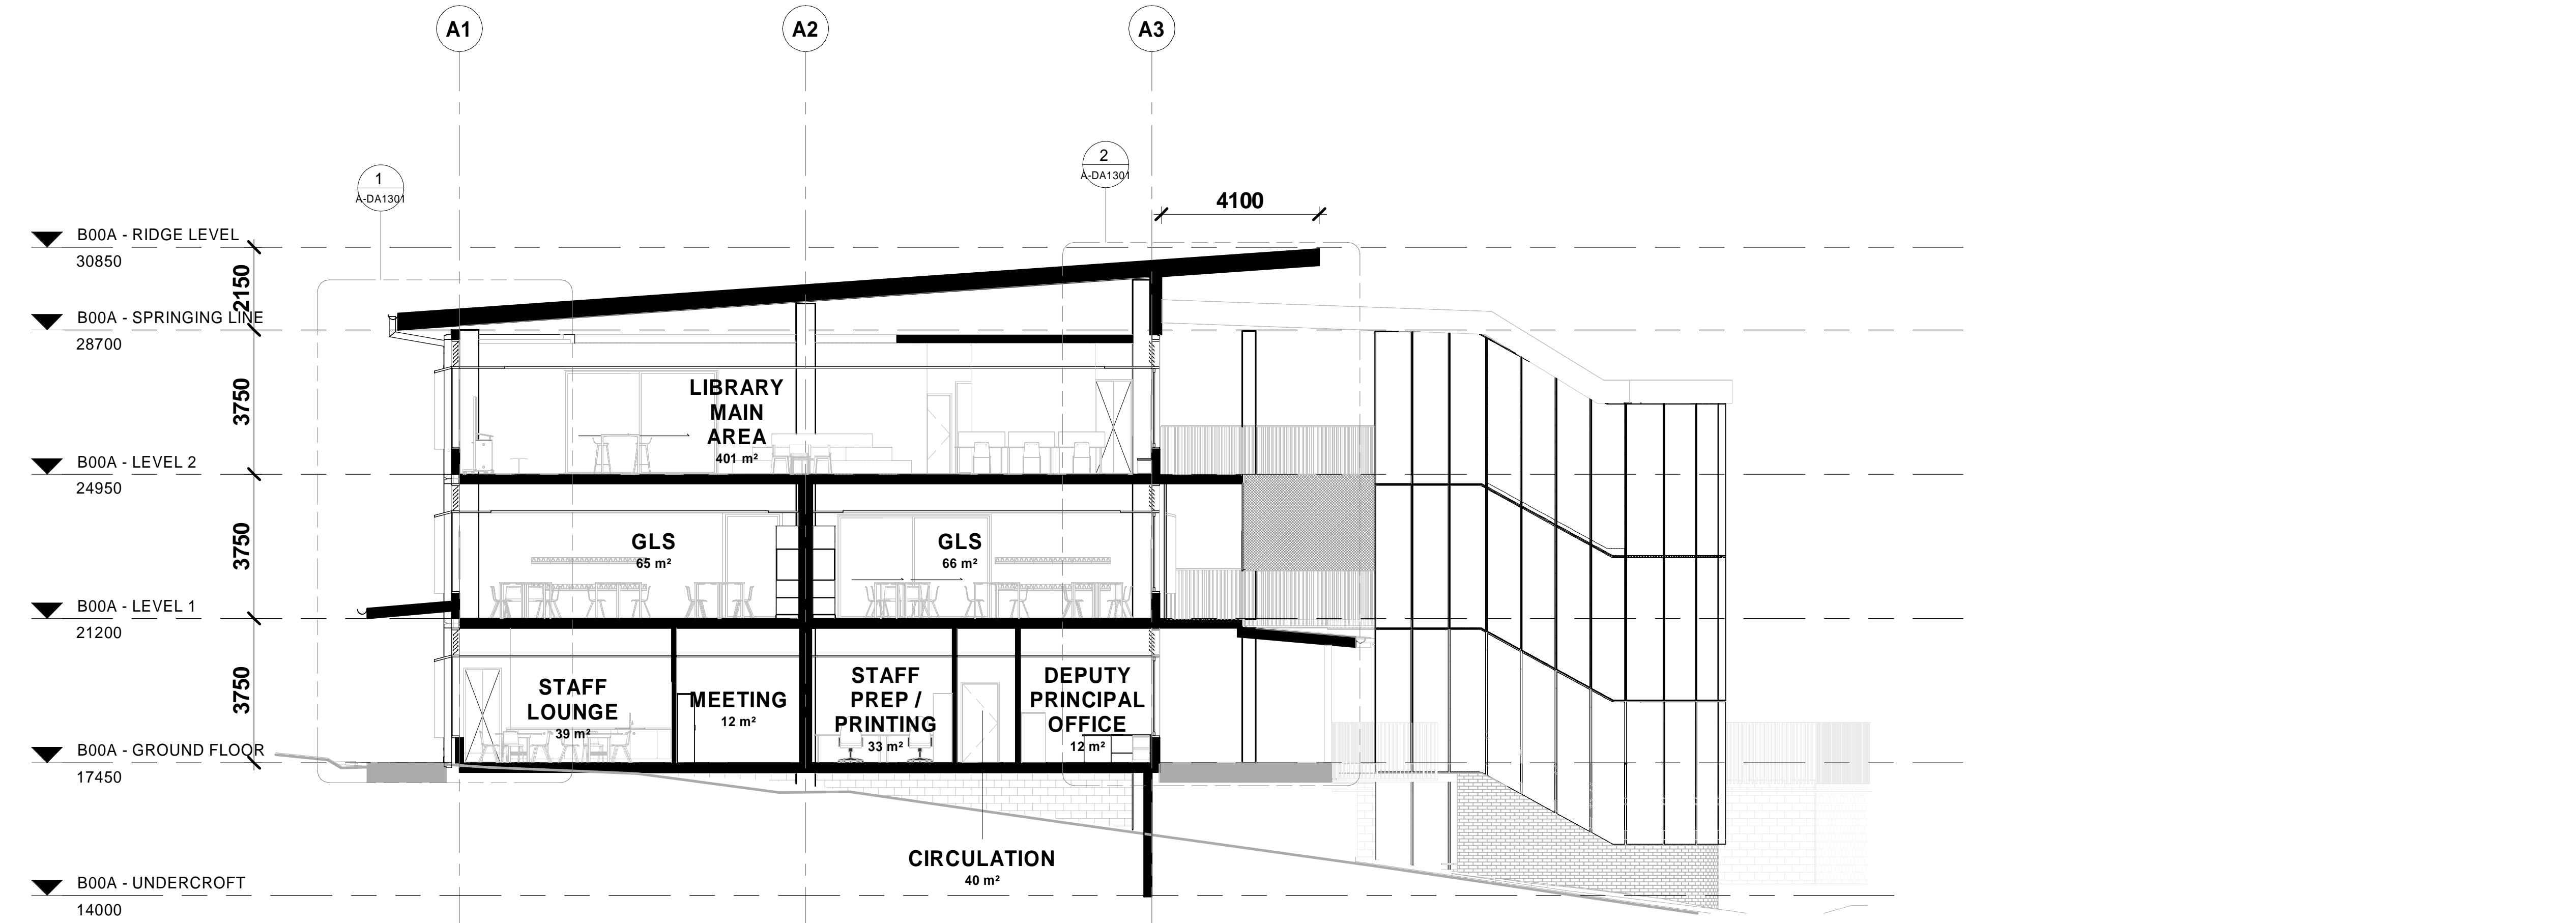 A1
A2
A3
1
A-DA1301
2
A-DA1301
4100
B00A - RIDGE LEVEL
30850
2150
B00A - SPRINGING LINE
28700
3750
LIBRARY
MAIN
AREA
401 m²
B00A - LEVEL 2
24950
3750
GLS
65 m²
GLS
66 m²
B00A - LEVEL 1
21200
3750
STAFF
LOUNGE
39 m²
MEETING
12 m²
STAFF
PREP /
PRINTING
33 m²
DEPUTY
PRINCIPAL
OFFICE
12 m²
B00A - GROUND FLOOR
17450
CIRCULATION
40 m²
B00A - UNDERCROFT
14000